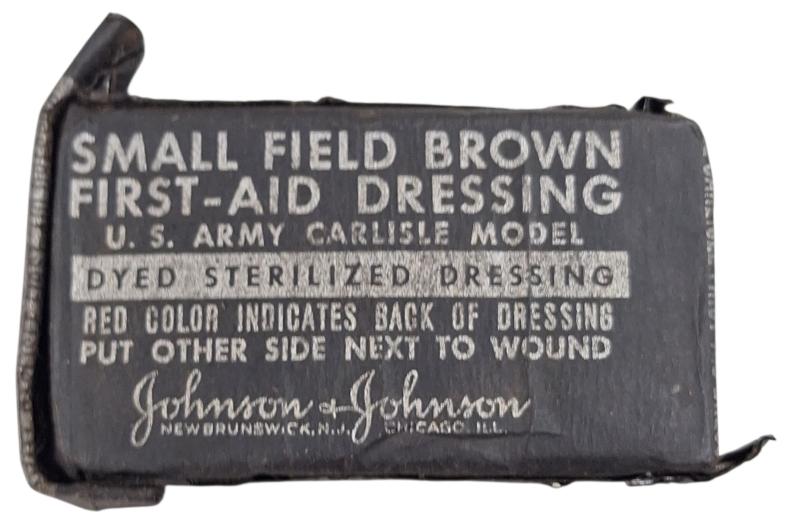 SMALL FIELD BROWN
FIRST-AID DRESSING
U. S. ARMY CARLISLE MODEL
DYED STERILIZED DRESSING
RED COLOR INDICATES BACK OF DRESSING
PUT OTHER SIDE NEXT TO WOUND
Johnson & Johnson
NEW BRUNSWICK, N. J. CHICAGO, ILL.